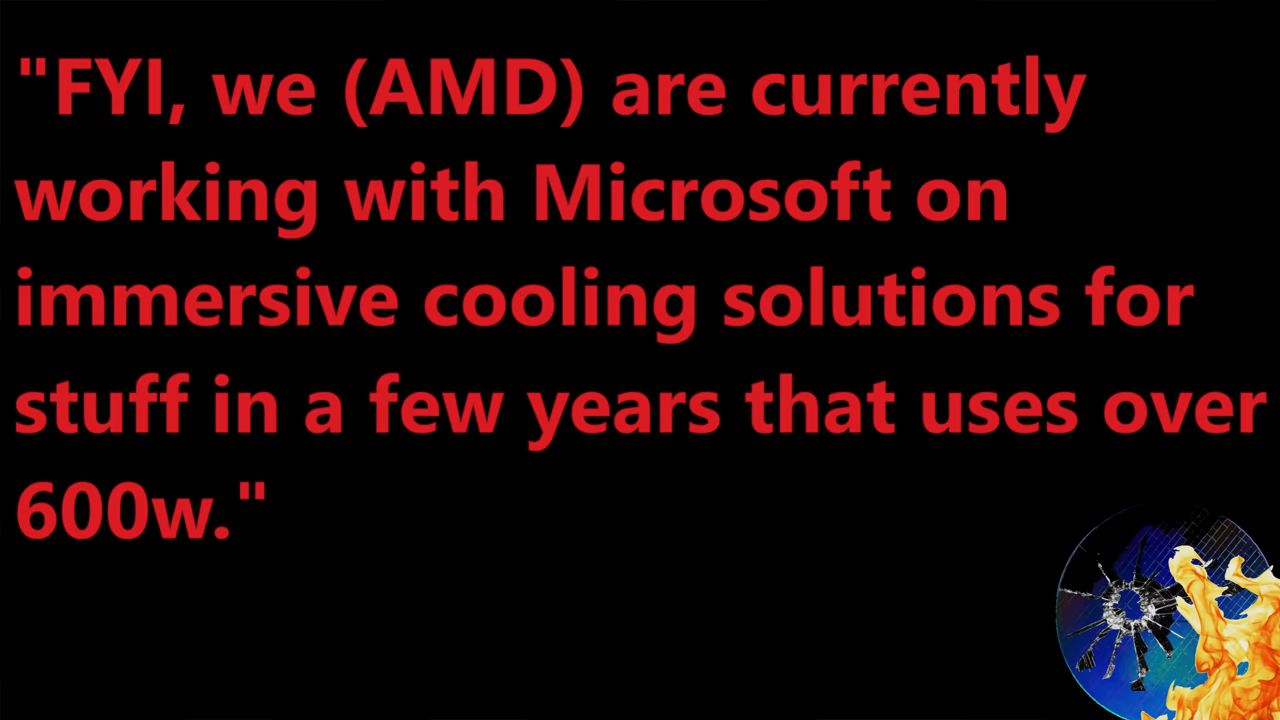 "FYI, we (AMD) are currently
working with Microsoft on
immersive cooling solutions for
stuff in a few years that uses over
600w."